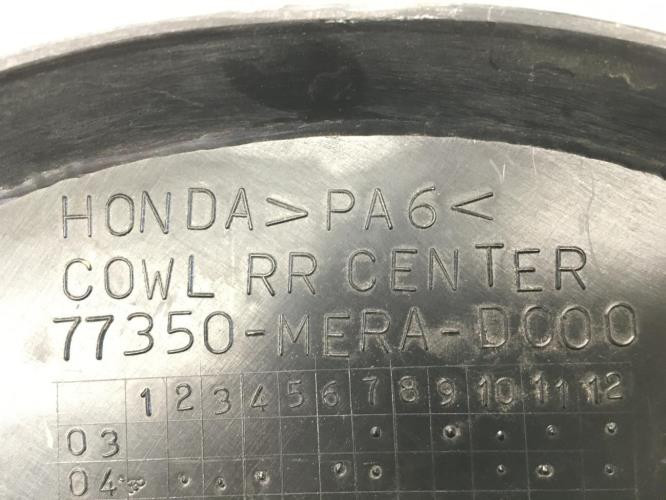 HONDA >PA6<
COWL RR CENTER
77350-MERA-DC00
1 2 3 4 5 6 7 8 9 10 11 12
03
04